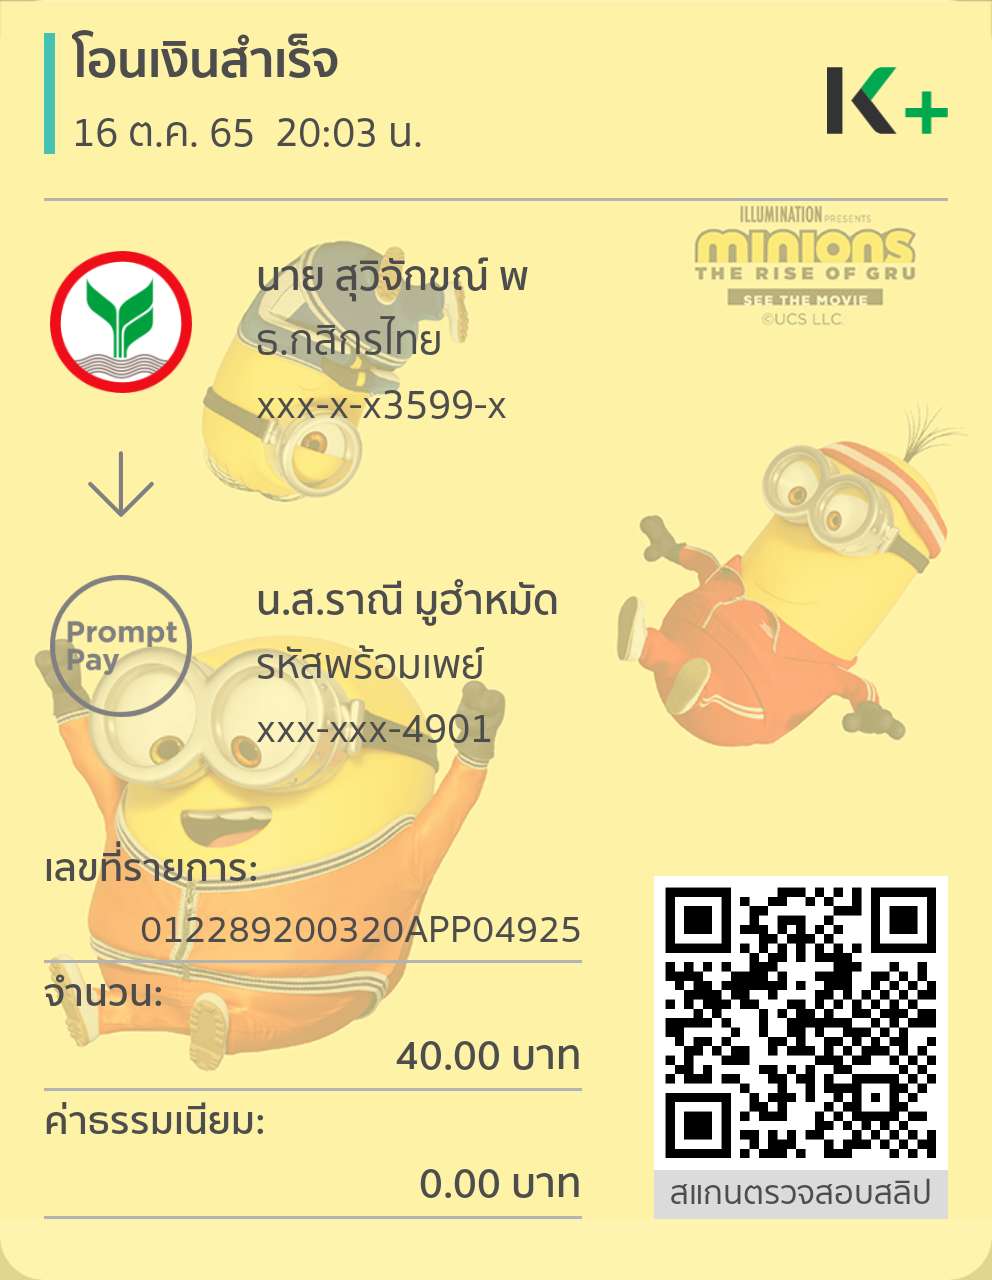 โอนเงินสำเร็จ
16 ต.ค. 65 20:03 น.
K+
ILLUMINATION PRESENTS
minions
THE RISE OF GRU
SEE THE MOVIE
©UCS LLC
นาย สุวิจักขณ์ พ
ธ.กสิกรไทย
xxx-x-x3599-x
Prompt
Pay
น.ส.ราณี มูฮำหมัด
รหัสพร้อมเพย์
xxx-xxx-4901
เลขที่รายการ:
012289200320APP04925
จำนวน:
40.00 บาท
ค่าธรรมเนียม:
0.00 บาท
สแกนตรวจสอบสลิป